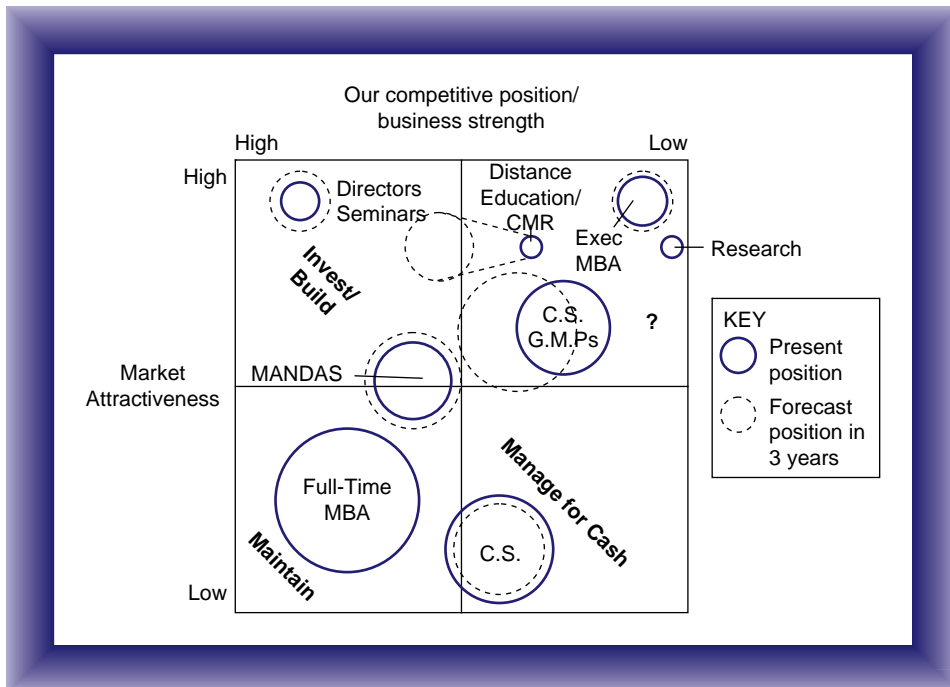 Our competitive position/
business strength
High
Low
High
Directors
Seminars
Distance
Education/
CMR
Exec
MBA
Research
Invest/
Build
C.S.
G.M.Ps
?
KEY
Present
position
Forecast
position in
3 years
Market
Attractiveness
MANDAS
Full-Time
MBA
Maintain
Manage for Cash
C.S.
Low